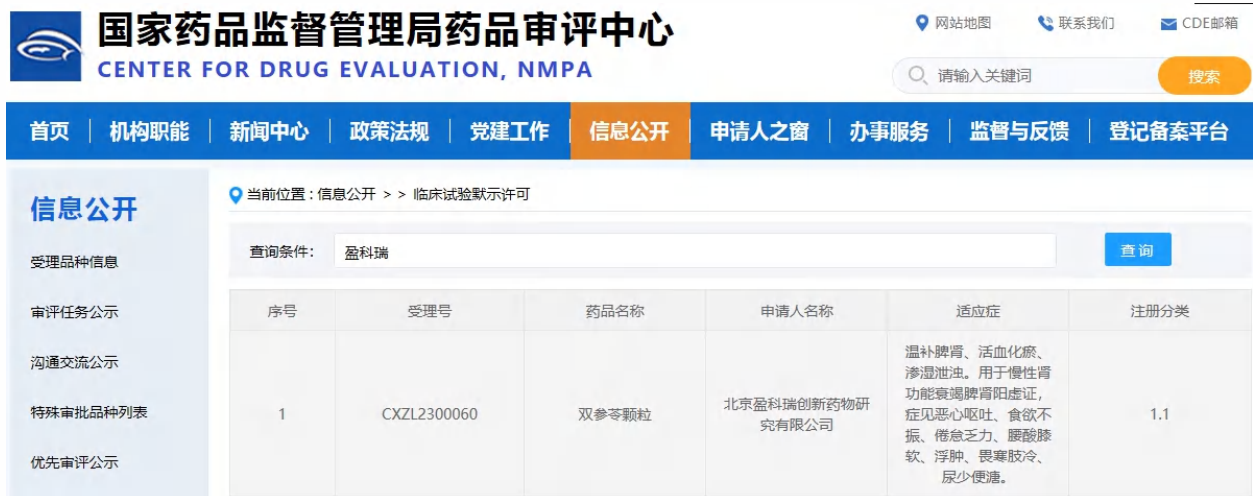 国家药品监督管理局药品审评中心
CENTER FOR DRUG EVALUATION, NMPA
网站地图 联系我们 CDE邮箱
请输入关键词 搜索
首页 机构职能 新闻中心 政策法规 党建工作 信息公开 申请人之窗 办事服务 监督与反馈 登记备案平台
信息公开
受理品种信息
审评任务公示
沟通交流公示
特殊审批品种列表
优先审评公示
当前位置:信息公开 >> 临床试验默示许可
查询条件: 盈科瑞 查询
序号 受理号 药品名称 申请人名称 适应症 注册分类
1 CXZL2300060 双参苓颗粒
北京盈科瑞创新药物研
究有限公司
温补脾肾、活血化瘀、
渗湿泄浊。用于慢性肾
功能衰竭脾肾阳虚证,
症见恶心呕吐、食欲不
振、倦怠乏力、腰酸膝
软、浮肿、畏寒肢冷、
尿少便溏。
1.1